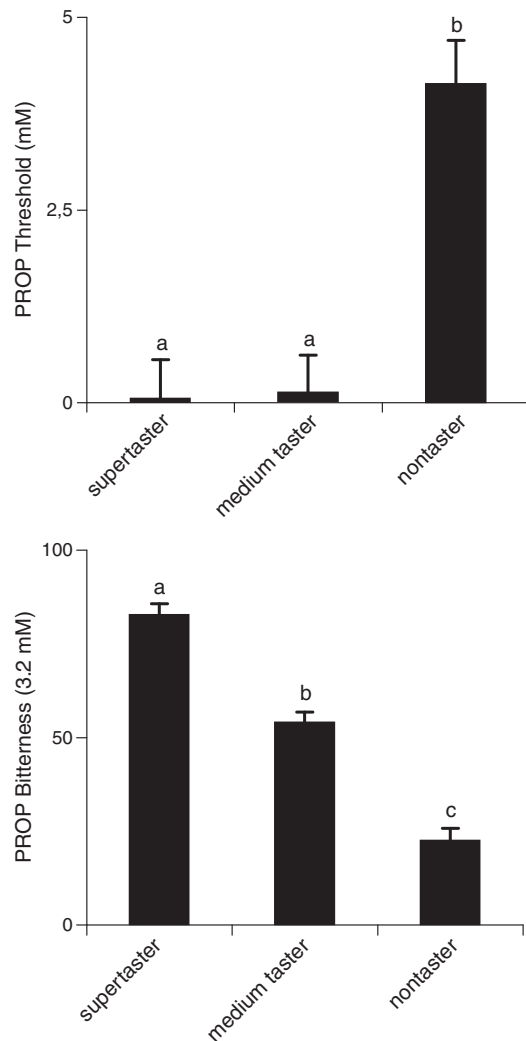 5
b
PROP Threshold (mM)
2,5
a
a
0
supertaster
medium taster
nontaster
100
a
b
PROP Bitterness (3.2 mM)
50
c
0
supertaster
medium taster
nontaster